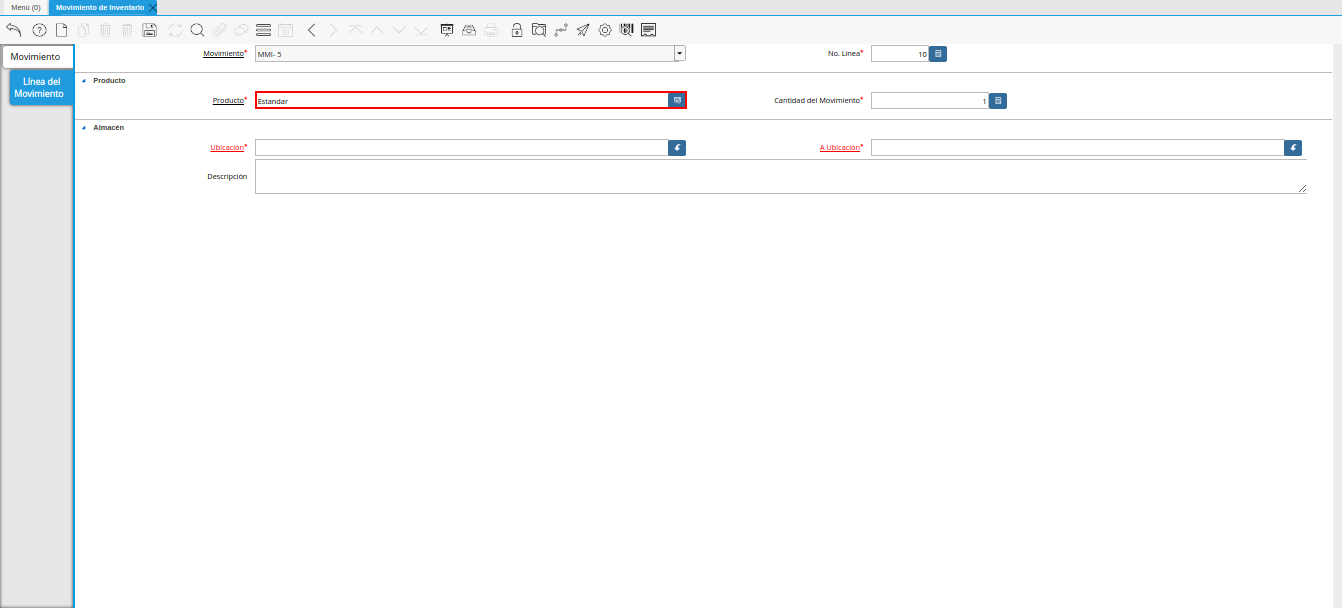 Menú (0) Movimiento de Inventario
Movimiento
Línea del
Movimiento
Movimiento* MMI- 5 No. Línea* 10
Producto
Producto* Estandar Cantidad del Movimiento* 1
Almacén
Ubicación* A Ubicación*
Descripción